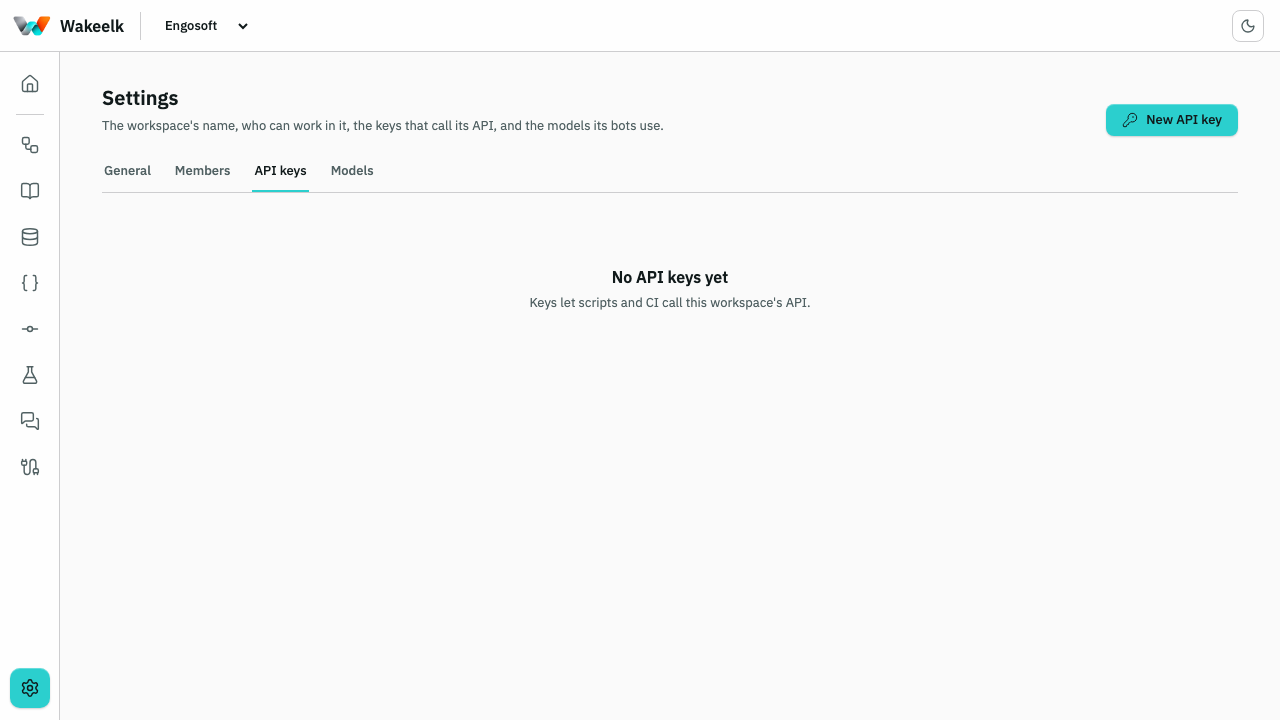 Wakeelk
Engosoft
Settings
The workspace's name, who can work in it, the keys that call its API, and the models its bots use.
New API key
General Members API keys Models
No API keys yet
Keys let scripts and CI call this workspace's API.